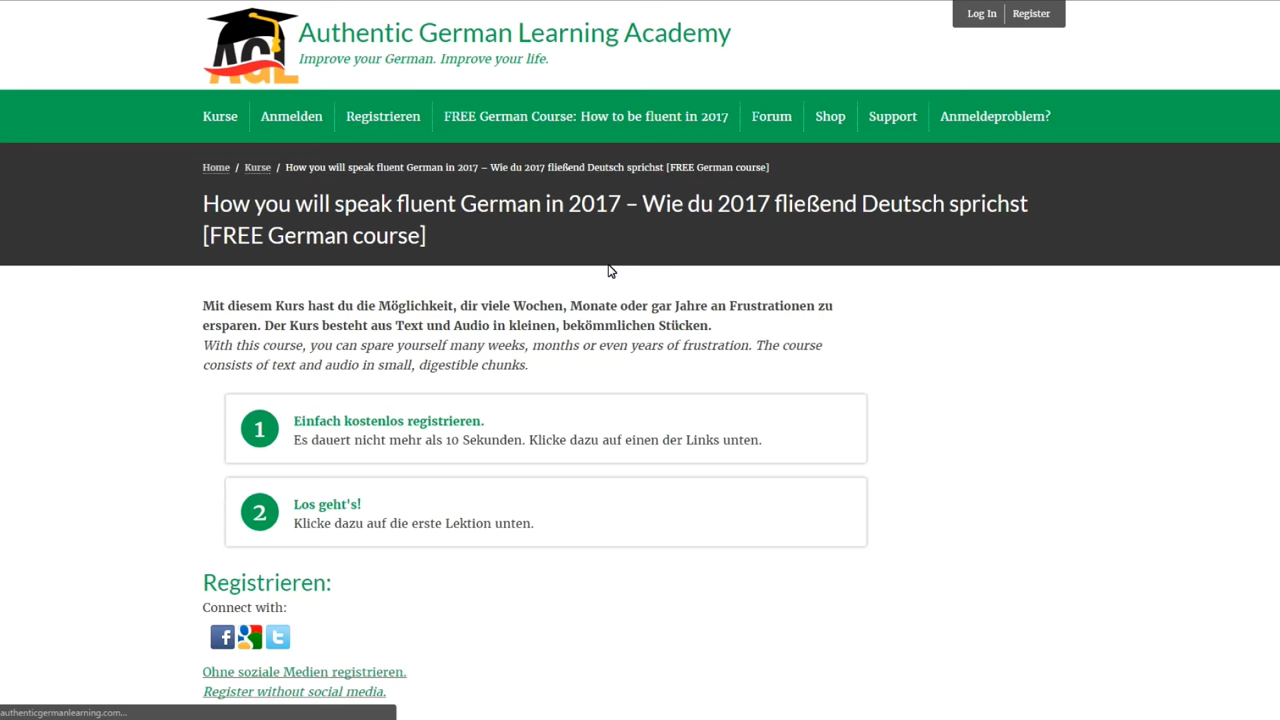 Log In Register
AGL
Authentic German Learning Academy
Improve your German. Improve your life.
Kurse Anmelden Registrieren FREE German Course: How to be fluent in 2017 Forum Shop Support Anmeldeproblem?
Home / Kurse / How you will speak fluent German in 2017 – Wie du 2017 fließend Deutsch sprichst [FREE German course]
How you will speak fluent German in 2017 – Wie du 2017 fließend Deutsch sprichst
[FREE German course]
Mit diesem Kurs hast du die Möglichkeit, dir viele Wochen, Monate oder gar Jahre an Frustrationen zu
ersparen. Der Kurs besteht aus Text und Audio in kleinen, bekömmlichen Stücken.
With this course, you can spare yourself many weeks, months or even years of frustration. The course
consists of text and audio in small, digestible chunks.
1 Einfach kostenlos registrieren.
Es dauert nicht mehr als 10 Sekunden. Klicke dazu auf einen der Links unten.
2 Los geht's!
Klicke dazu auf die erste Lektion unten.
Registrieren:
Connect with:
Ohne soziale Medien registrieren.
Register without social media.
authenticgermanlearning.com...